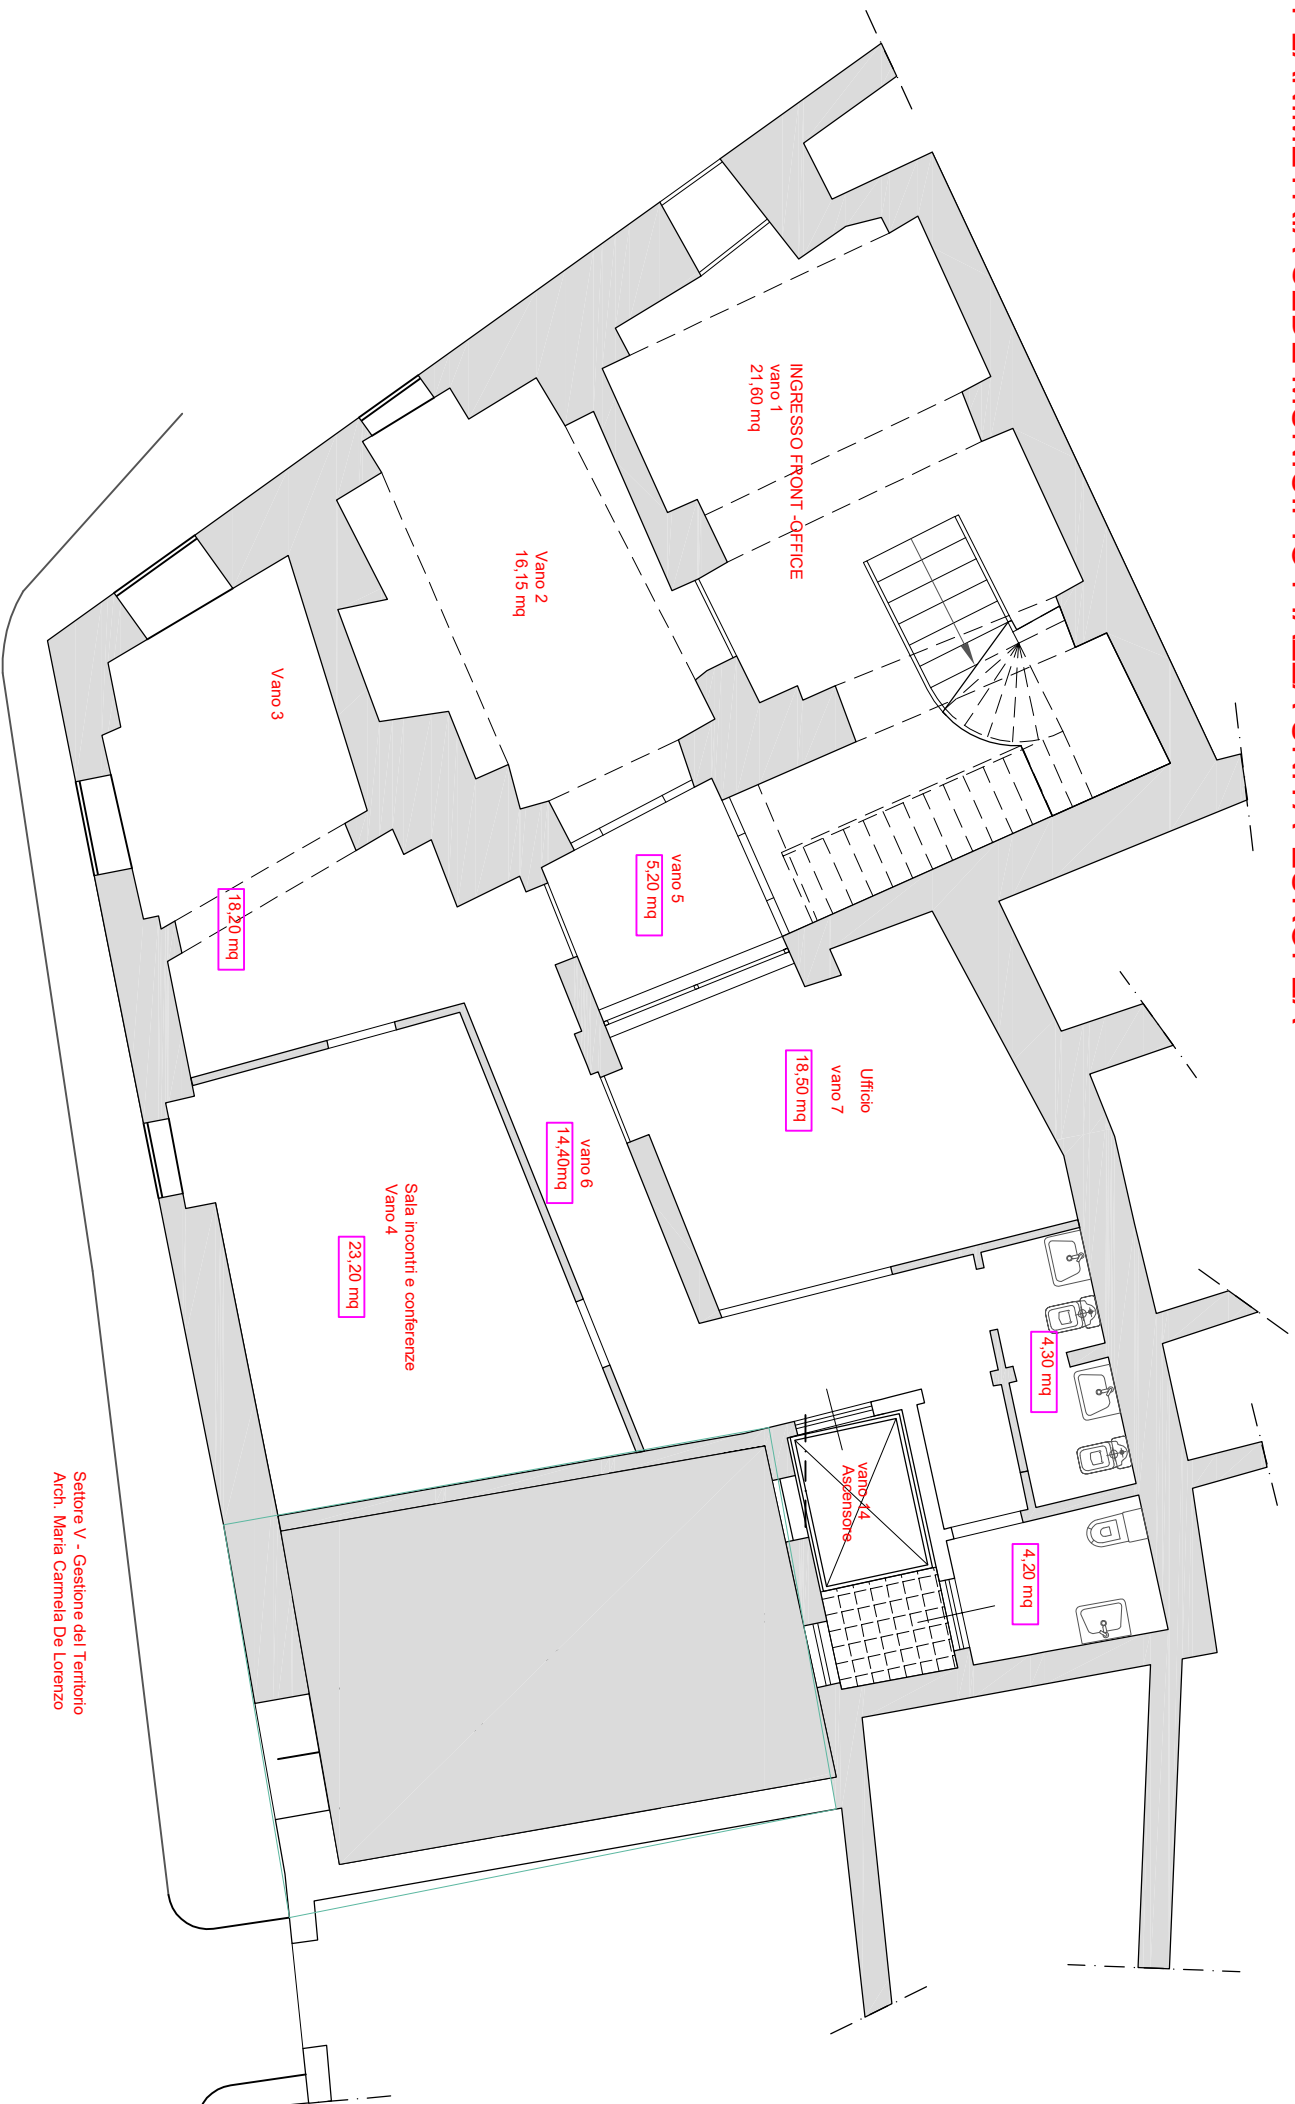 INGRESSO FRONT -OFFICE
vano 1
21,60 mq
Vano 2
16,15 mq
Vano 3
18,20 mq
vano 5
5,20 mq
Ufficio
vano 7
18,50 mq
vano 6
14,40mq
Sala incontri e conferenze
Vano 4
23,20 mq
4,30 mq
vano 14
Ascensore
4,20 mq
Settore V - Gestione del Territorio
Arch. Maria Carmela De Lorenzo